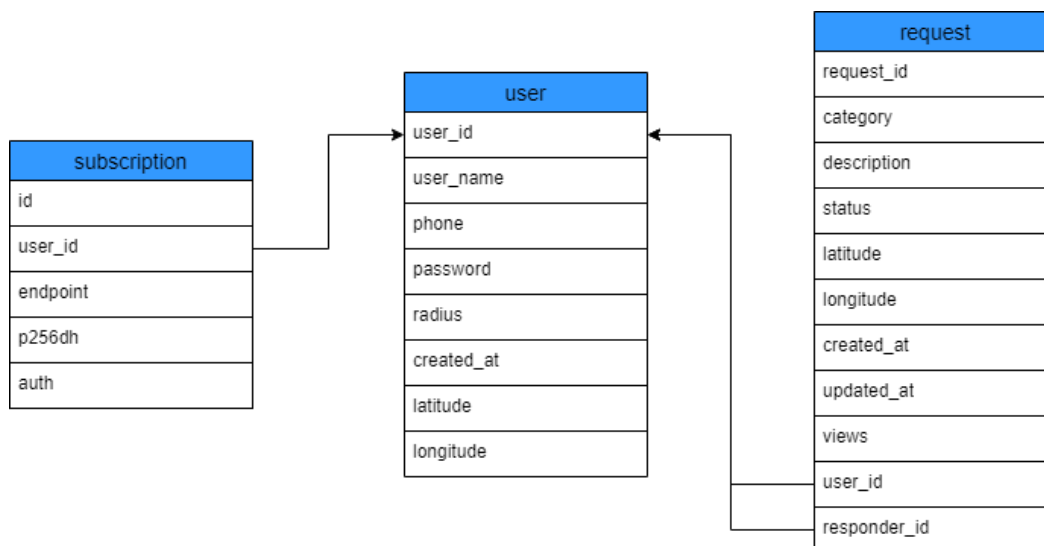 subscription
id
user_id
endpoint
p256dh
auth
user
user_id
user_name
phone
password
radius
created_at
latitude
longitude
request
request_id
category
description
status
latitude
longitude
created_at
updated_at
views
user_id
responder_id